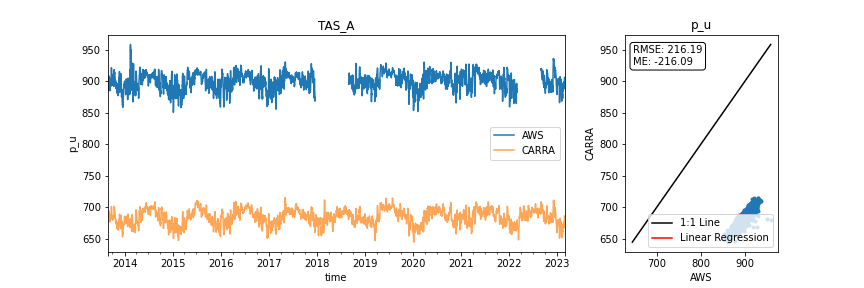 TAS_A
p_u
950
900
850
800
750
700
650
AWS
CARRA
2014 2015 2016 2017 2018 2019 2020 2021 2022 2023
time
p_u
RMSE: 216.19
ME: -216.09
CARRA
950
900
850
800
750
700
650
1:1 Line
Linear Regression
700 800 900
AWS